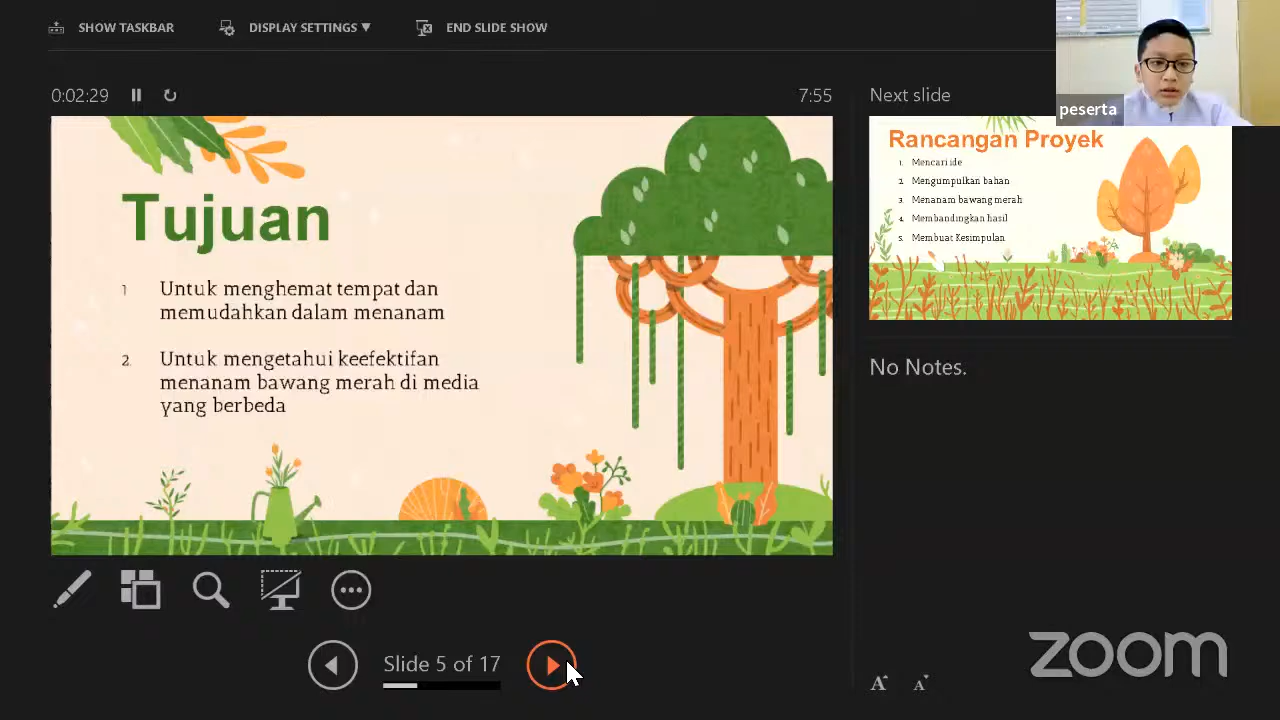 SHOW TASKBAR
DISPLAY SETTINGS ▼
END SLIDE SHOW
0:02:29
7:55
Next slide
peserta
Tujuan
1 Untuk menghemat tempat dan
memudahkan dalam menanam
2. Untuk mengetahui keefektifan
menanam bawang merah di media
yang berbeda
Rancangan Proyek
1. Mencari ide
2. Mengumpulkan bahan
3. Menanam bawang merah
4. Membandingkan hasil
5. Membuat Kesimpulan
No Notes.
Slide 5 of 17
A A
zoom